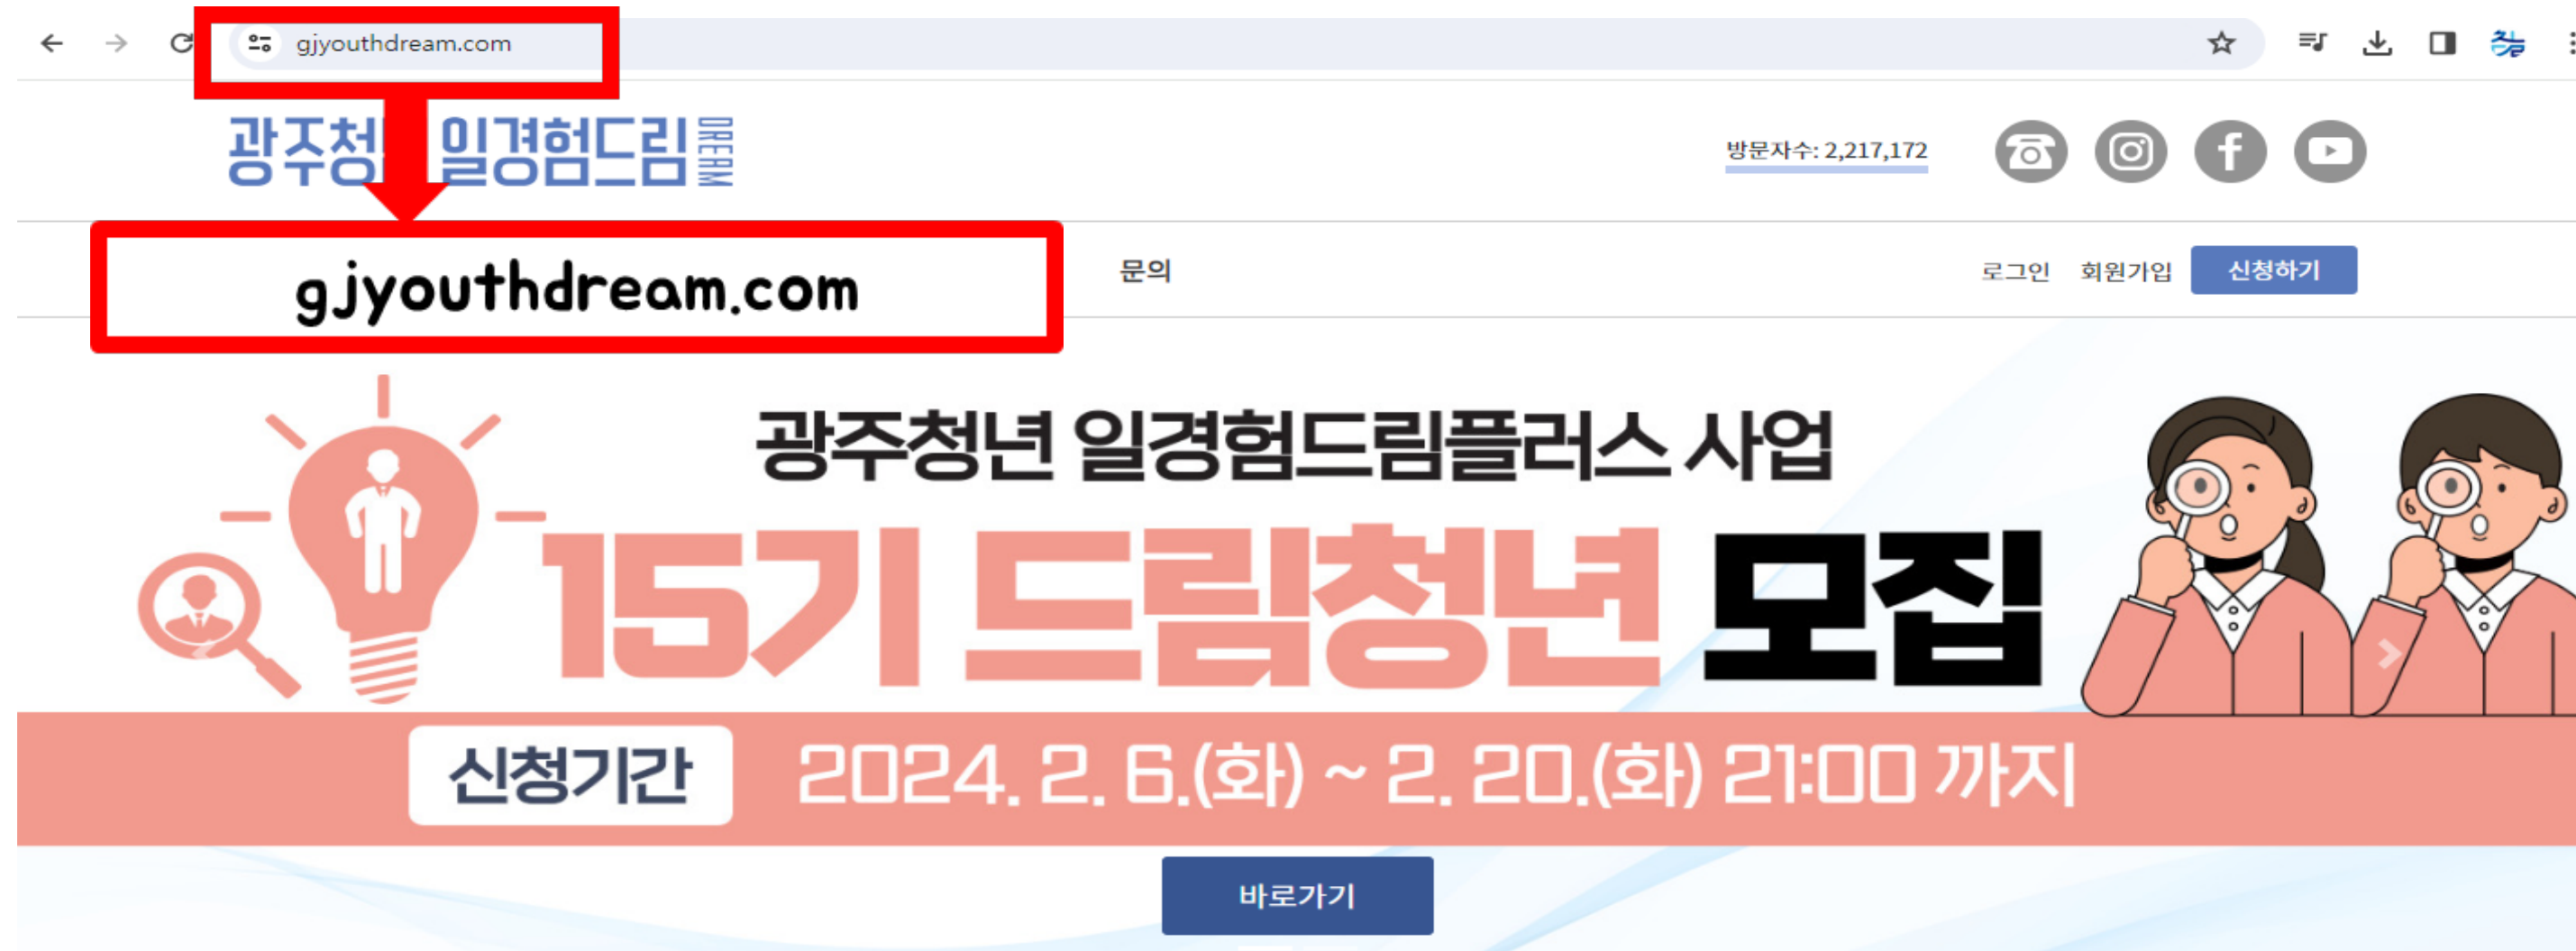 gjyouthdream.com
광주청 일경험드림 DREAM
방문자수: 2,217,172
gjyouthdream.com
문의
로그인 회원가입 신청하기
광주청년 일경험드림플러스 사업
15기 드림청년 모집
신청기간 2024. 2. 6.(화) ~ 2. 20.(화) 21:00 까지
바로가기